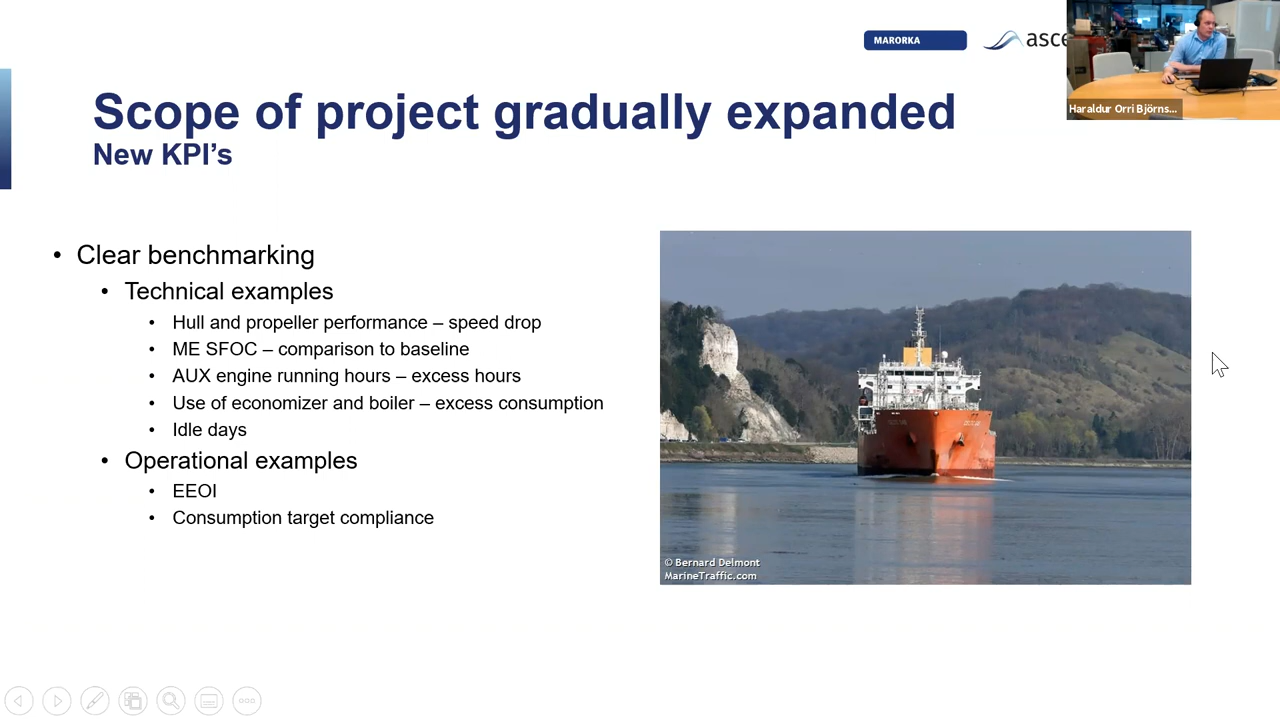 MARORKA
asce
Haraldur Orri Björns...
Scope of project gradually expanded
New KPI’s
• Clear benchmarking
• Technical examples
• Hull and propeller performance – speed drop
• ME SFOC – comparison to baseline
• AUX engine running hours – excess hours
• Use of economizer and boiler – excess consumption
• Idle days
• Operational examples
• EEOI
• Consumption target compliance
© Bernard Delmont
MarineTraffic.com